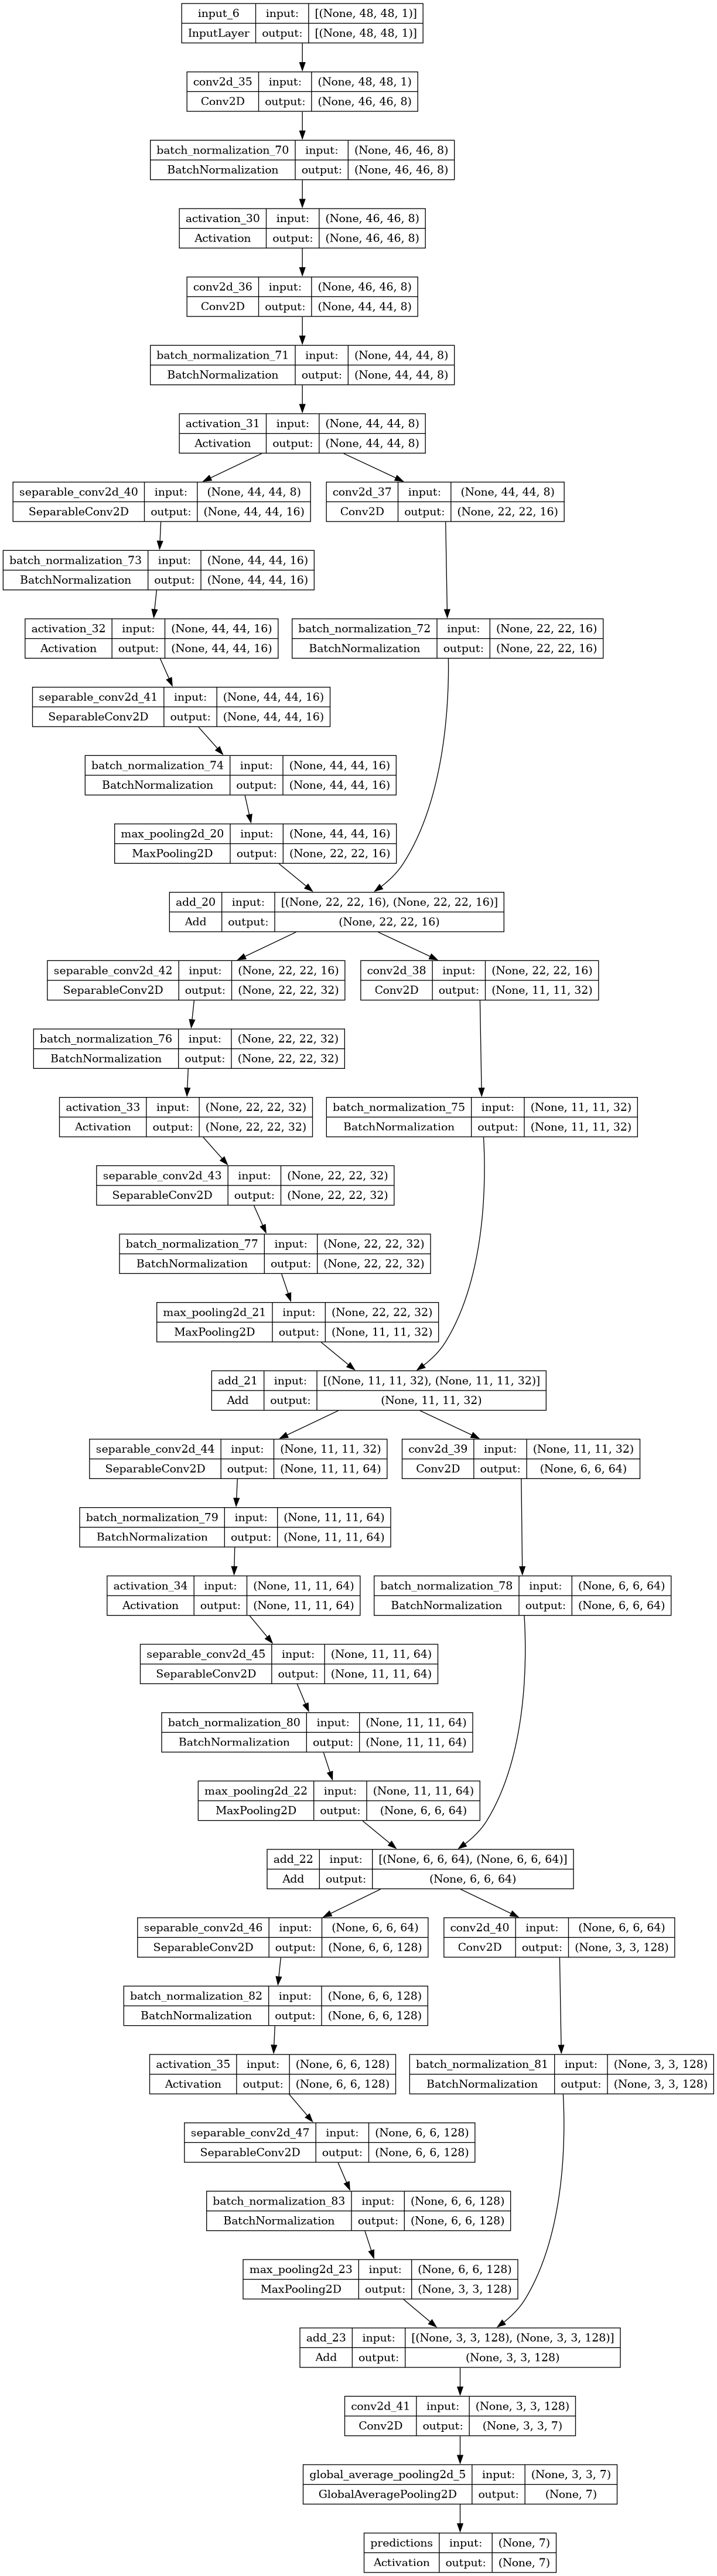 input_6 input: [(None, 48, 48, 1)]
InputLayer output: [(None, 48, 48, 1)]
conv2d_35 input: (None, 48, 48, 1)
Conv2D output: (None, 46, 46, 8)
batch_normalization_70 input: (None, 46, 46, 8)
BatchNormalization output: (None, 46, 46, 8)
activation_30 input: (None, 46, 46, 8)
Activation output: (None, 46, 46, 8)
conv2d_36 input: (None, 46, 46, 8)
Conv2D output: (None, 44, 44, 8)
batch_normalization_71 input: (None, 44, 44, 8)
BatchNormalization output: (None, 44, 44, 8)
activation_31 input: (None, 44, 44, 8)
Activation output: (None, 44, 44, 8)
separable_conv2d_40 input: (None, 44, 44, 8) conv2d_37 input: (None, 44, 44, 8)
SeparableConv2D output: (None, 44, 44, 16) Conv2D output: (None, 22, 22, 16)
batch_normalization_73 input: (None, 44, 44, 16)
BatchNormalization output: (None, 44, 44, 16)
activation_32 input: (None, 44, 44, 16) batch_normalization_72 input: (None, 22, 22, 16)
Activation output: (None, 44, 44, 16) BatchNormalization output: (None, 22, 22, 16)
separable_conv2d_41 input: (None, 44, 44, 16)
SeparableConv2D output: (None, 44, 44, 16)
batch_normalization_74 input: (None, 44, 44, 16)
BatchNormalization output: (None, 44, 44, 16)
max_pooling2d_20 input: (None, 44, 44, 16)
MaxPooling2D output: (None, 22, 22, 16)
add_20 input: [(None, 22, 22, 16), (None, 22, 22, 16)]
Add output: (None, 22, 22, 16)
separable_conv2d_42 input: (None, 22, 22, 16) conv2d_38 input: (None, 22, 22, 16)
SeparableConv2D output: (None, 22, 22, 32) Conv2D output: (None, 11, 11, 32)
batch_normalization_76 input: (None, 22, 22, 32)
BatchNormalization output: (None, 22, 22, 32)
activation_33 input: (None, 22, 22, 32) batch_normalization_75 input: (None, 11, 11, 32)
Activation output: (None, 22, 22, 32) BatchNormalization output: (None, 11, 11, 32)
separable_conv2d_43 input: (None, 22, 22, 32)
SeparableConv2D output: (None, 22, 22, 32)
batch_normalization_77 input: (None, 22, 22, 32)
BatchNormalization output: (None, 22, 22, 32)
max_pooling2d_21 input: (None, 22, 22, 32)
MaxPooling2D output: (None, 11, 11, 32)
add_21 input: [(None, 11, 11, 32), (None, 11, 11, 32)]
Add output: (None, 11, 11, 32)
separable_conv2d_44 input: (None, 11, 11, 32) conv2d_39 input: (None, 11, 11, 32)
SeparableConv2D output: (None, 11, 11, 64) Conv2D output: (None, 6, 6, 64)
batch_normalization_79 input: (None, 11, 11, 64)
BatchNormalization output: (None, 11, 11, 64)
activation_34 input: (None, 11, 11, 64) batch_normalization_78 input: (None, 6, 6, 64)
Activation output: (None, 11, 11, 64) BatchNormalization output: (None, 6, 6, 64)
separable_conv2d_45 input: (None, 11, 11, 64)
SeparableConv2D output: (None, 11, 11, 64)
batch_normalization_80 input: (None, 11, 11, 64)
BatchNormalization output: (None, 11, 11, 64)
max_pooling2d_22 input: (None, 11, 11, 64)
MaxPooling2D output: (None, 6, 6, 64)
add_22 input: [(None, 6, 6, 64), (None, 6, 6, 64)]
Add output: (None, 6, 6, 64)
separable_conv2d_46 input: (None, 6, 6, 64) conv2d_40 input: (None, 6, 6, 64)
SeparableConv2D output: (None, 6, 6, 128) Conv2D output: (None, 3, 3, 128)
batch_normalization_82 input: (None, 6, 6, 128)
BatchNormalization output: (None, 6, 6, 128)
activation_35 input: (None, 6, 6, 128) batch_normalization_81 input: (None, 3, 3, 128)
Activation output: (None, 6, 6, 128) BatchNormalization output: (None, 3, 3, 128)
separable_conv2d_47 input: (None, 6, 6, 128)
SeparableConv2D output: (None, 6, 6, 128)
batch_normalization_83 input: (None, 6, 6, 128)
BatchNormalization output: (None, 6, 6, 128)
max_pooling2d_23 input: (None, 6, 6, 128)
MaxPooling2D output: (None, 3, 3, 128)
add_23 input: [(None, 3, 3, 128), (None, 3, 3, 128)]
Add output: (None, 3, 3, 128)
conv2d_41 input: (None, 3, 3, 128)
Conv2D output: (None, 3, 3, 7)
global_average_pooling2d_5 input: (None, 3, 3, 7)
GlobalAveragePooling2D output: (None, 7)
predictions input: (None, 7)
Activation output: (None, 7)